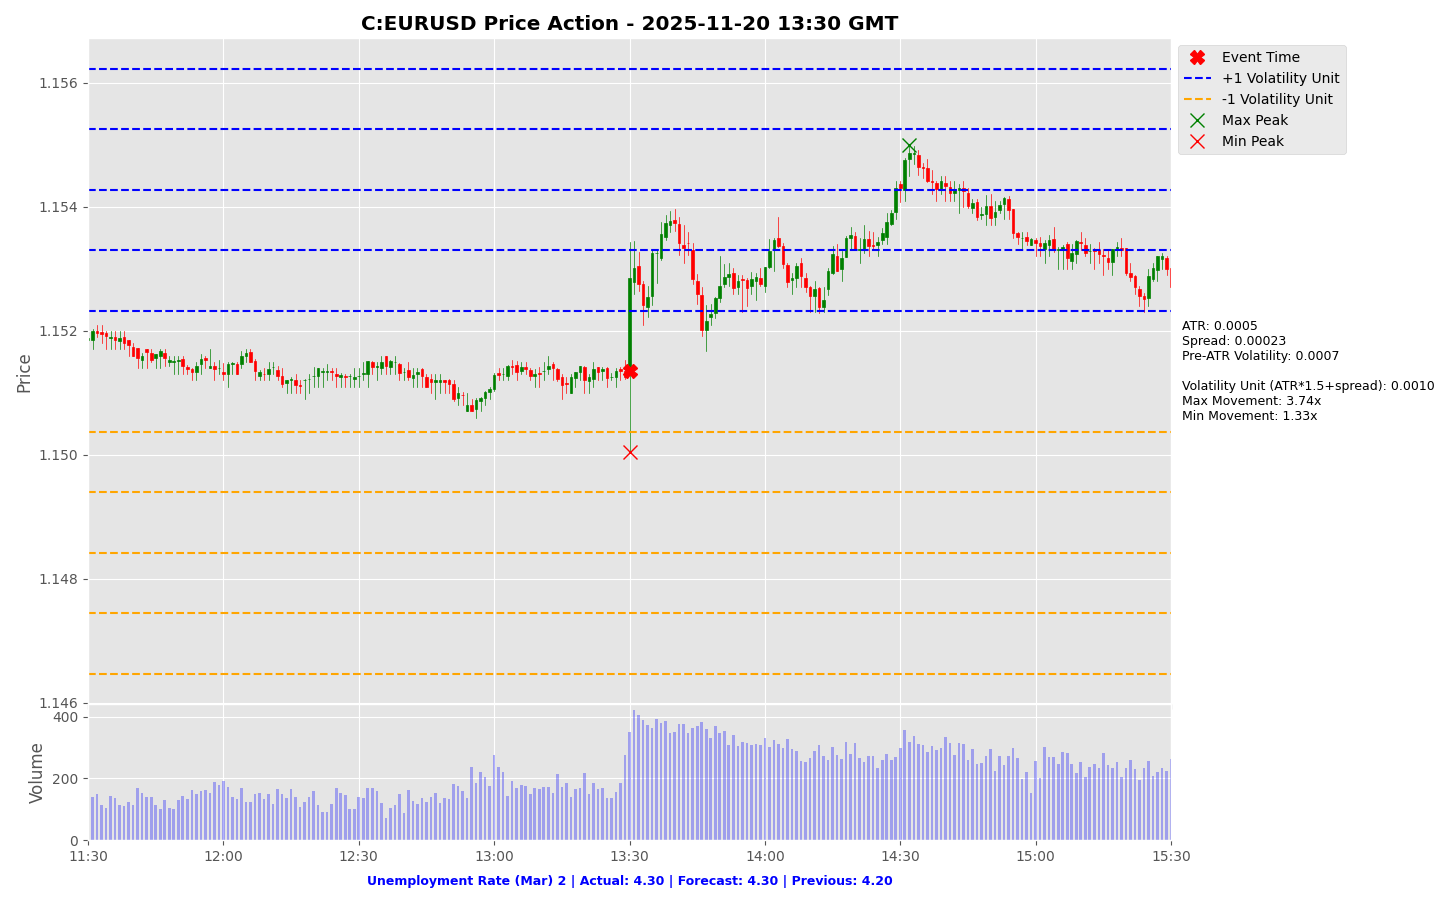 C:EURUSD Price Action - 2025-11-20 13:30 GMT
Event Time
+1 Volatility Unit
-1 Volatility Unit
Max Peak
Min Peak
Price
1.156
1.154
1.152
1.150
1.148
1.146
ATR: 0.0005
Spread: 0.00023
Pre-ATR Volatility: 0.0007
Volatility Unit (ATR*1.5+spread): 0.0010
Max Movement: 3.74x
Min Movement: 1.33x
Volume
400
200
0
11:30 12:00 12:30 13:00 13:30 14:00 14:30 15:00 15:30
Unemployment Rate (Mar) 2 | Actual: 4.30 | Forecast: 4.30 | Previous: 4.20